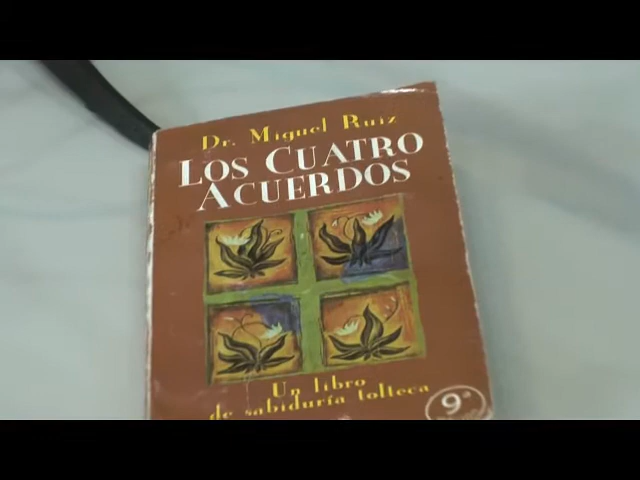 Dr. Miguel Ruiz
LOS CUATRO
ACUERDOS
Un libro
de sabiduría tolteca
9ª